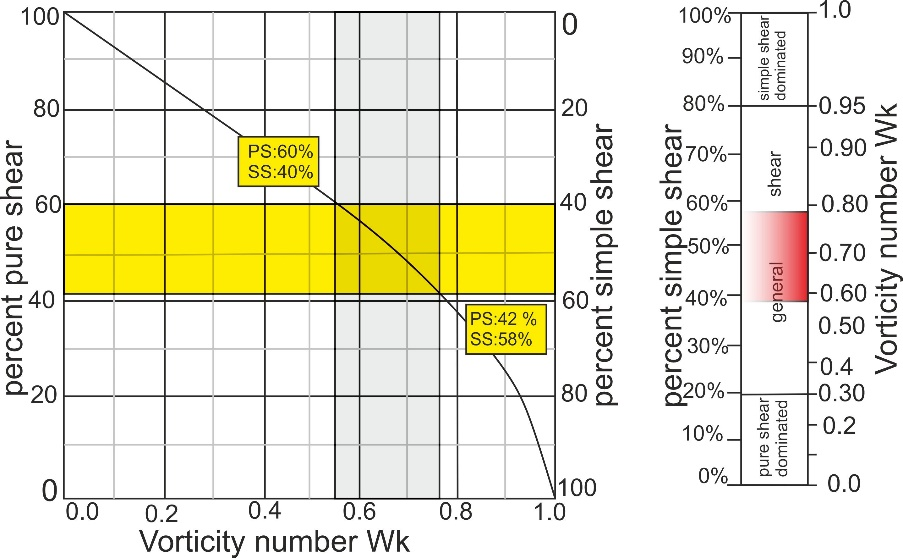 percent pure shear
100
80
60
40
20
0
PS:60%
SS:40%
PS:42 %
SS:58%
0
20
40
60
80
100
percent simple shear
0.0
0.2
0.4
0.6
0.8
1.0
Vorticity number Wk
percent simple shear
100%
90%
80%
70%
60%
50%
40%
30%
20%
10%
0%
simple shear
dominated
general shear
pure shear
dominated
1.0
0.95
0.90
0.80
0.70
0.60
0.50
0.4
0.30
0.2
0.0
Vorticity number Wk